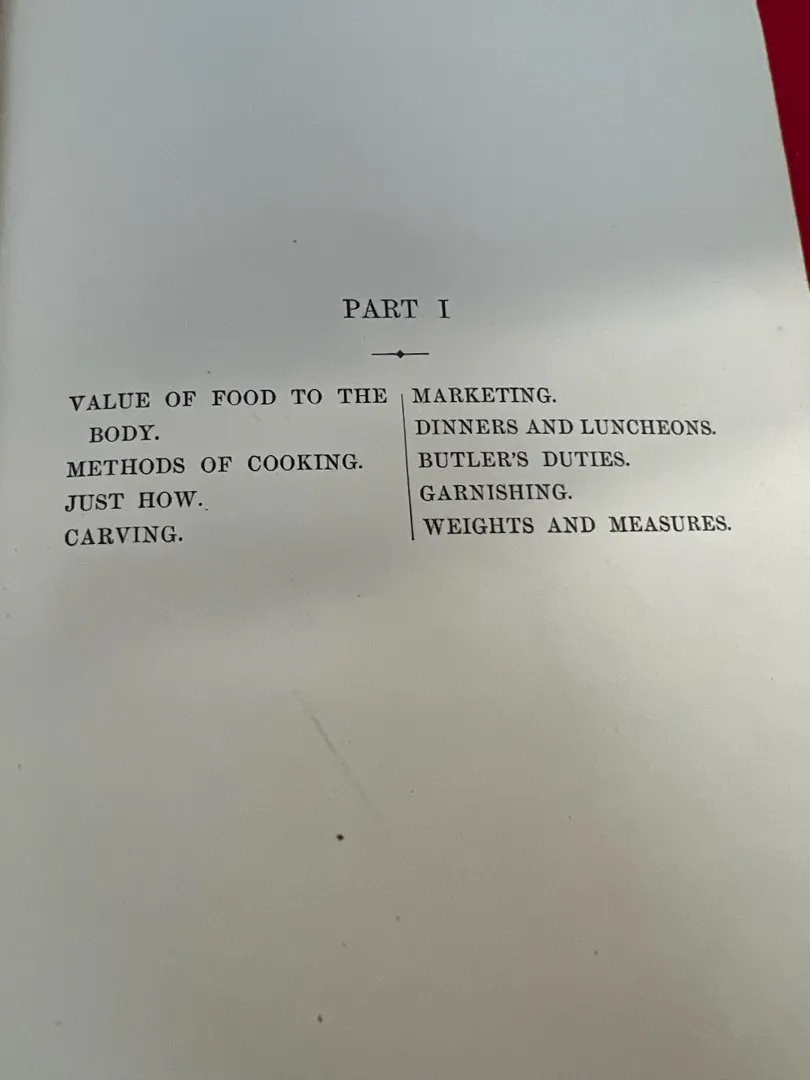 PART I
VALUE OF FOOD TO THE
BODY.
METHODS OF COOKING.
JUST HOW.
CARVING.
MARKETING.
DINNERS AND LUNCHEONS.
BUTLER'S DUTIES.
GARNISHING.
WEIGHTS AND MEASURES.